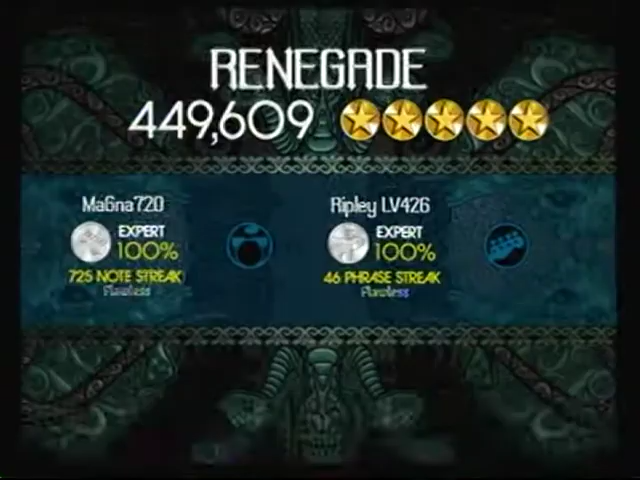 RENEGADE
449,609
MaGna720
EXPERT
100%
725 NOTE STREAK
Flawless
Ripley LV426
EXPERT
100%
46 PHRASE STREAK
Flawless